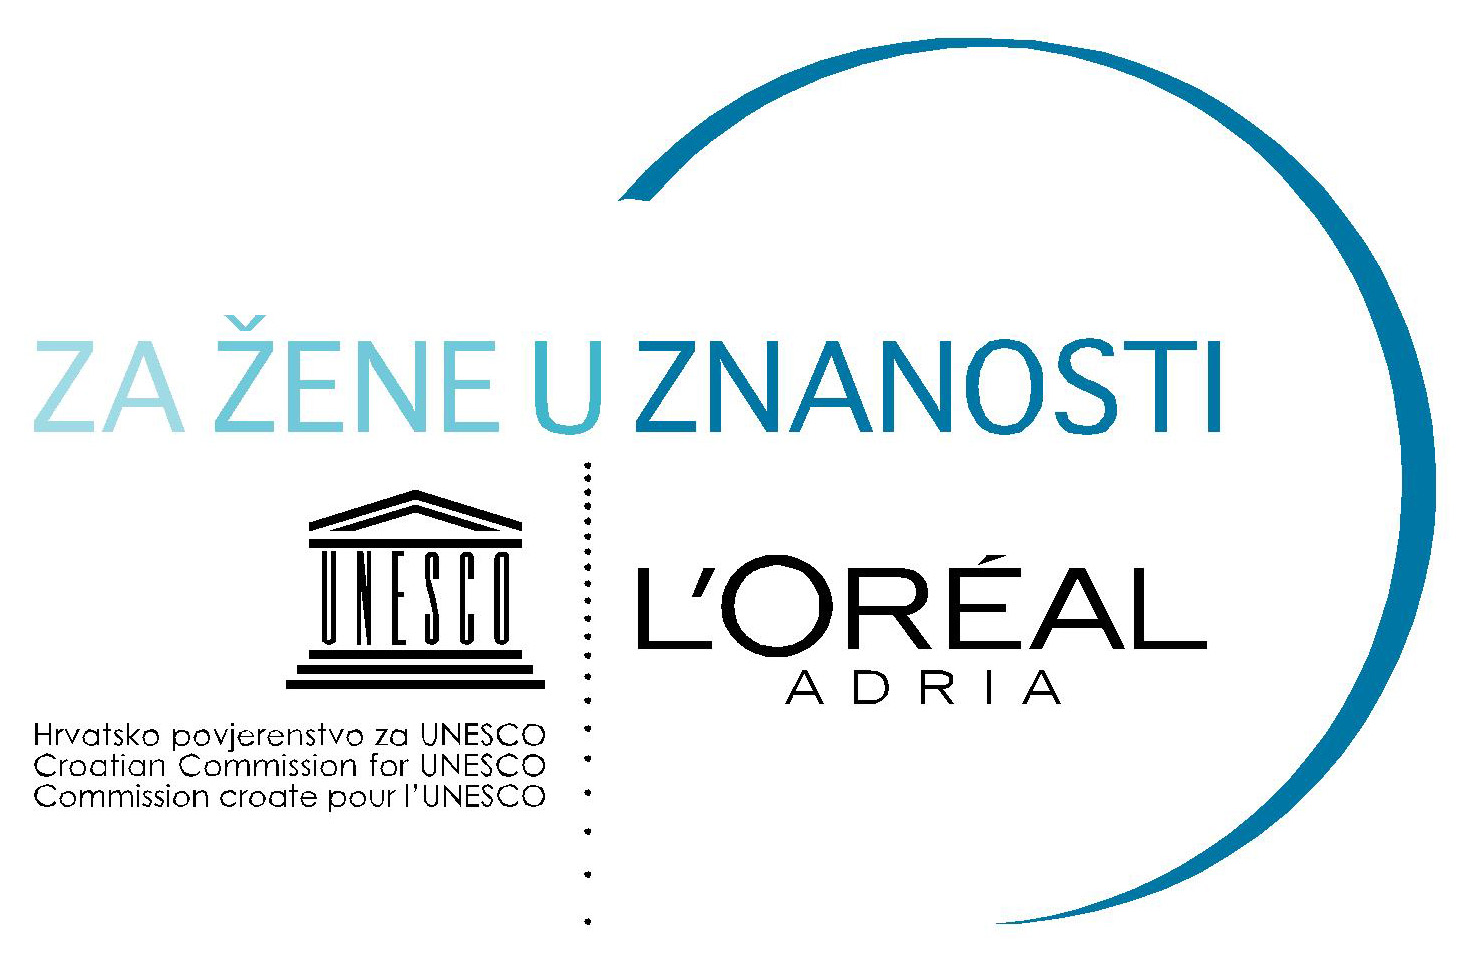 ZA ŽENE U ZNANOSTI
UNESCO
Hrvatsko povjerenstvo za UNESCO
Croatian Commission for UNESCO
Commission croate pour l'UNESCO
L'ORÉAL
ADRIA